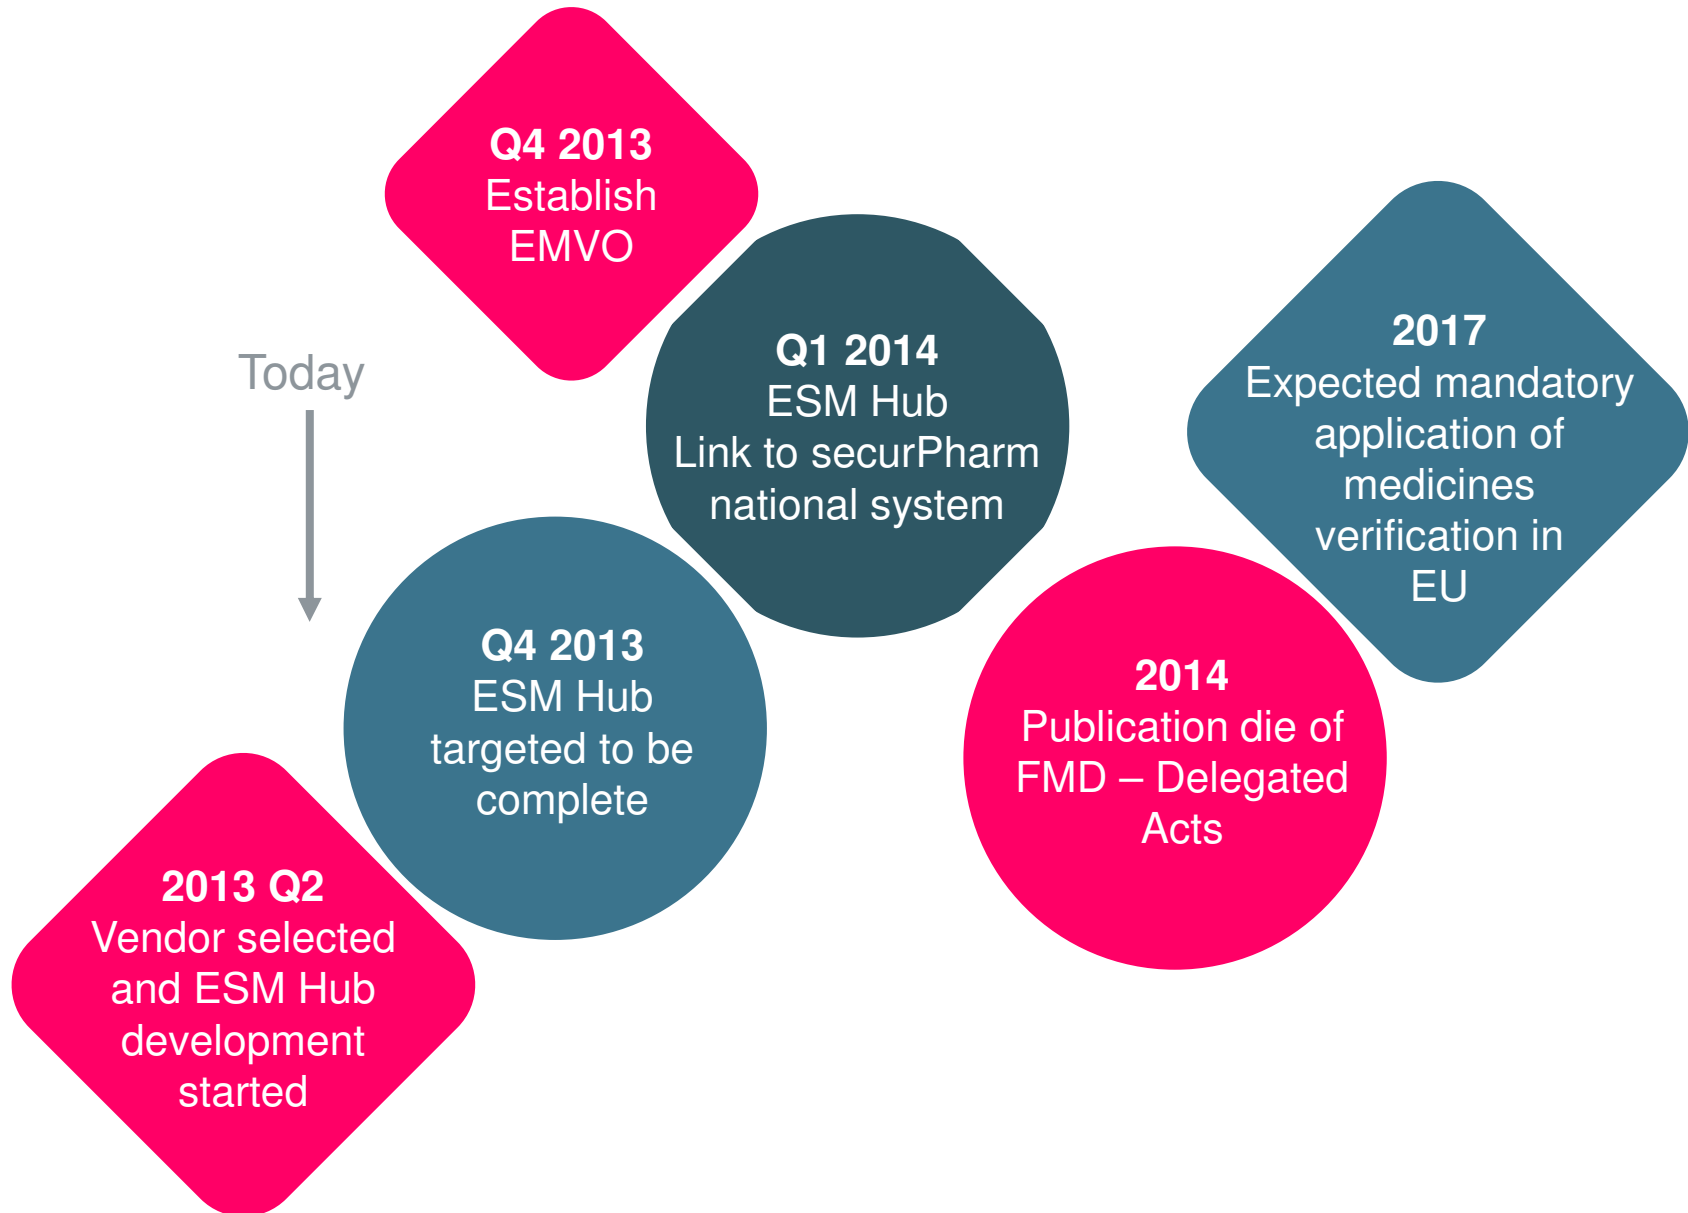 Q4 2013
Establish
EMVO
Today
Q1 2014
ESM Hub
Link to securPharm
national system
2017
Expected mandatory
application of
medicines
verification in
EU
Q4 2013
ESM Hub
targeted to be
complete
2014
Publication die of
FMD – Delegated
Acts
2013 Q2
Vendor selected
and ESM Hub
development
started